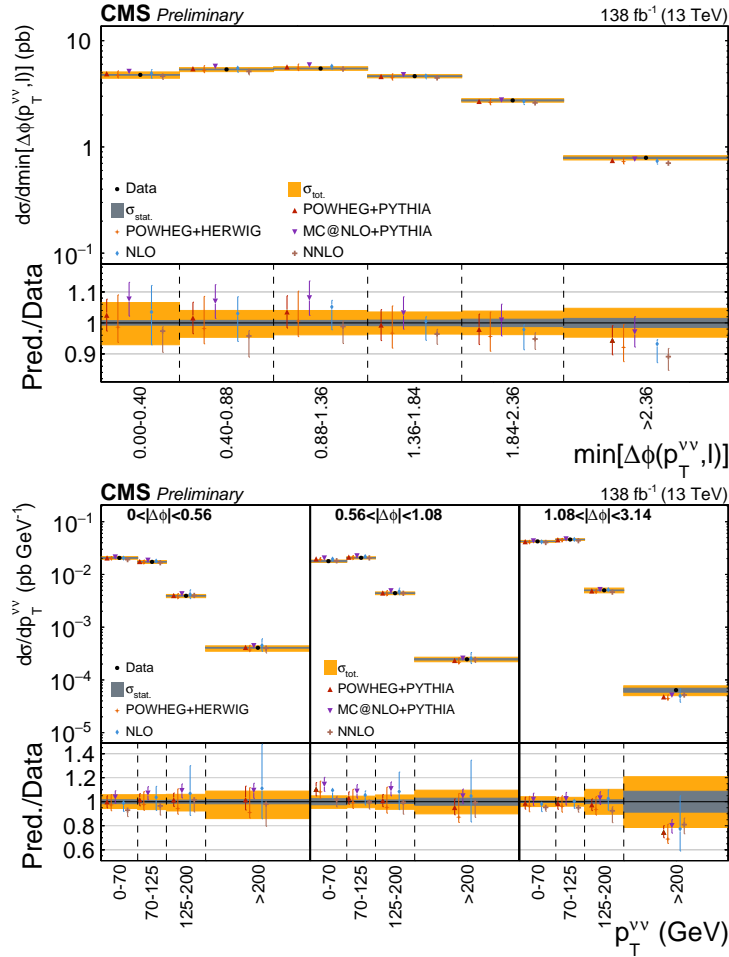 CMS Preliminary 138 fb⁻¹ (13 TeV)
dσ/dmin[Δϕ(p_T^νν,l)] (pb)
10
1
10⁻¹
Data
σ_tot.
σ_stat.
POWHEG+PYTHIA
POWHEG+HERWIG
MC@NLO+PYTHIA
NLO
NNLO
Pred./Data
1.1
1
0.9
0.00-0.40
0.40-0.88
0.88-1.36
1.36-1.84
1.84-2.36
>2.36
min[Δϕ(p_T^νν,l)]
CMS Preliminary 138 fb⁻¹ (13 TeV)
0<|Δϕ|<0.56
0.56<|Δϕ|<1.08
1.08<|Δϕ|<3.14
dσ/dp_T^νν (pb GeV⁻¹)
10⁻¹
10⁻²
10⁻³
10⁻⁴
10⁻⁵
Data
σ_tot.
σ_stat.
POWHEG+PYTHIA
POWHEG+HERWIG
MC@NLO+PYTHIA
NLO
NNLO
Pred./Data
1.4
1.2
1.0
0.8
0.6
0-70
70-125
125-200
>200
0-70
70-125
125-200
>200
0-70
70-125
125-200
>200
p_T^νν (GeV)